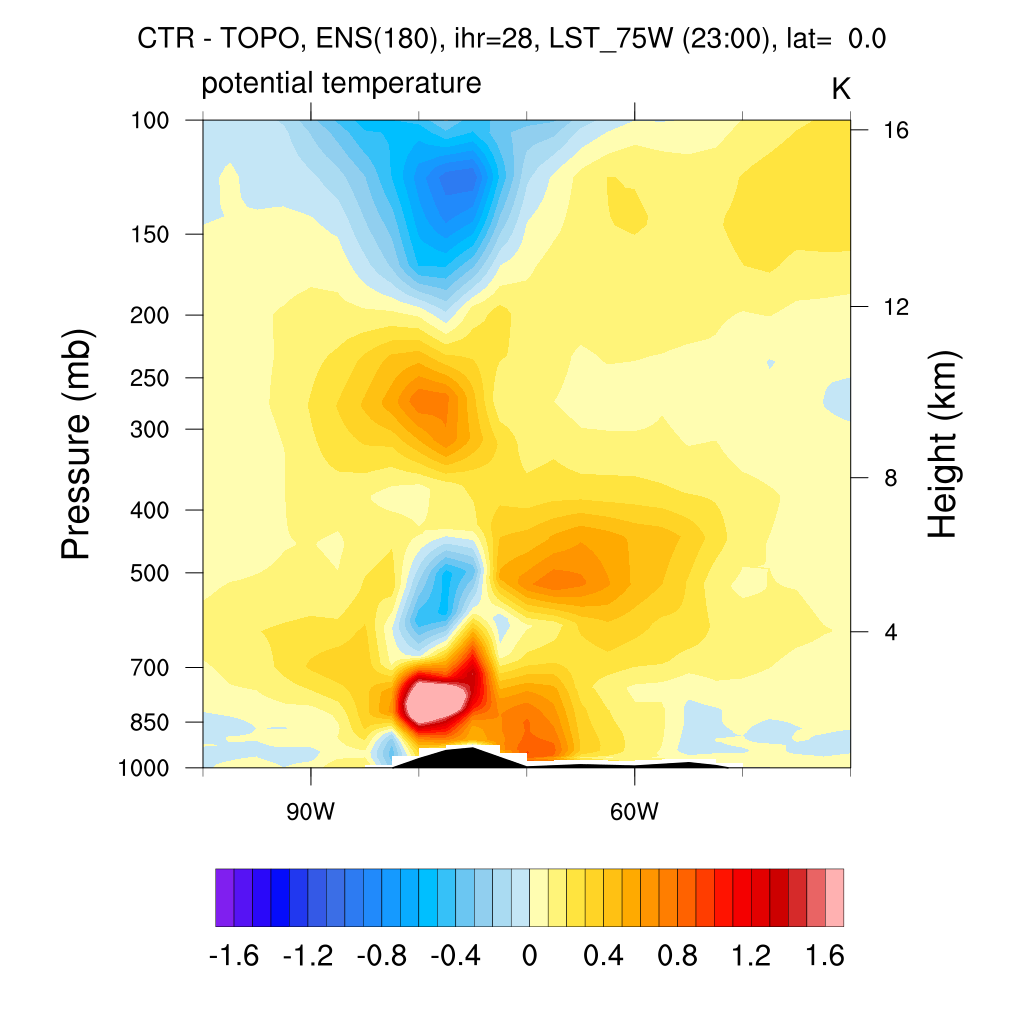 CTR - TOPO, ENS(180), ihr=28, LST_75W (23:00), lat=  0.0
potential temperature
K
100
150
200
250
300
400
500
700
850
1000
Pressure (mb)
16
12
8
4
Height (km)
90W
60W
-1.6 -1.2 -0.8 -0.4 0 0.4 0.8 1.2 1.6